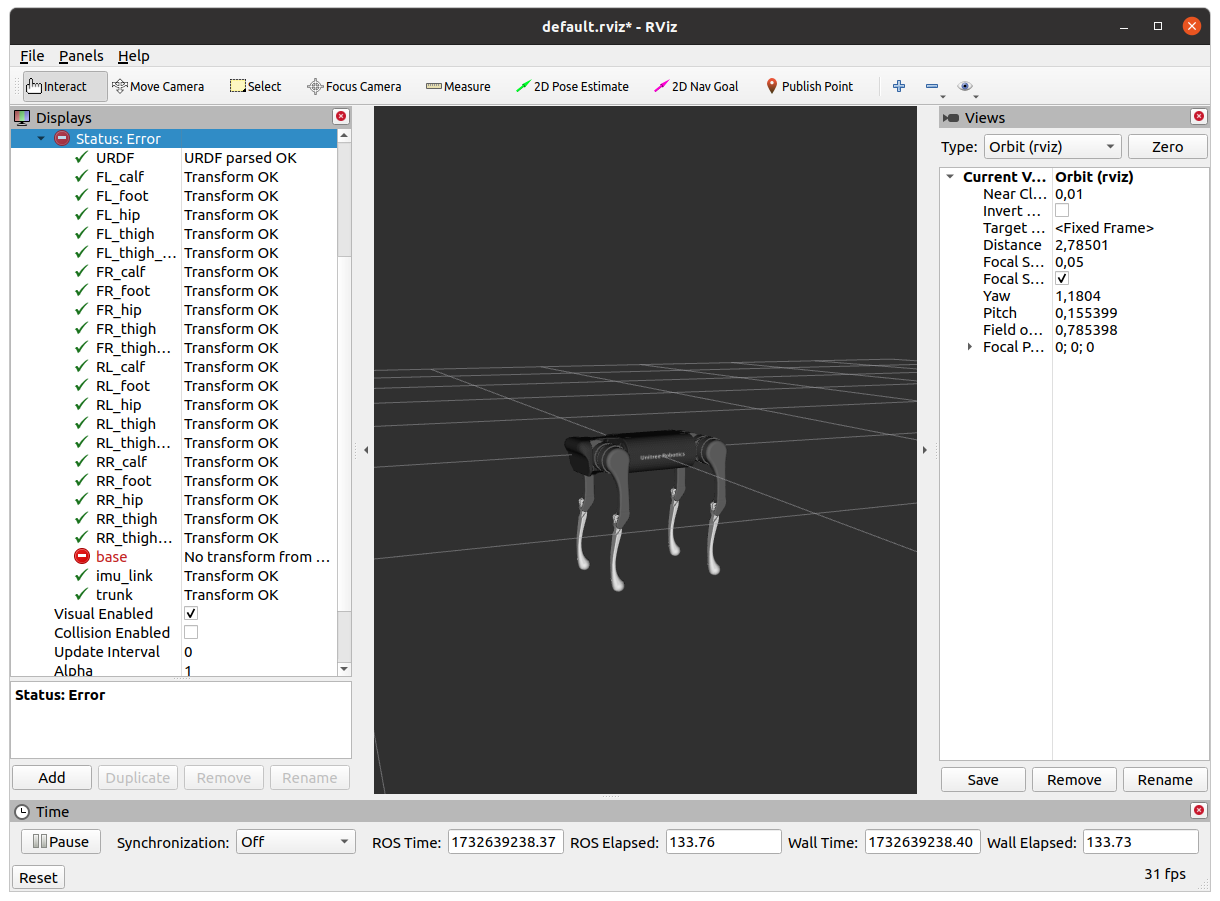 default.rviz* - RViz
File Panels Help
Interact Move Camera Select Focus Camera Measure 2D Pose Estimate 2D Nav Goal Publish Point
Displays
Status: Error
URDF URDF parsed OK
FL_calf Transform OK
FL_foot Transform OK
FL_hip Transform OK
FL_thigh Transform OK
FL_thigh_... Transform OK
FR_calf Transform OK
FR_foot Transform OK
FR_hip Transform OK
FR_thigh Transform OK
FR_thigh... Transform OK
RL_calf Transform OK
RL_foot Transform OK
RL_hip Transform OK
RL_thigh Transform OK
RL_thigh... Transform OK
RR_calf Transform OK
RR_foot Transform OK
RR_hip Transform OK
RR_thigh Transform OK
RR_thigh... Transform OK
base No transform from ...
imu_link Transform OK
trunk Transform OK
Visual Enabled
Collision Enabled
Update Interval 0
Alpha 1
Status: Error
Add Duplicate Remove Rename
Unitree Robotics
Views
Type: Orbit (rviz) Zero
Current V... Orbit (rviz)
Near Cl... 0,01
Invert ...
Target ... <Fixed Frame>
Distance 2,78501
Focal S... 0,05
Focal S...
Yaw 1,1804
Pitch 0,155399
Field o... 0,785398
Focal P... 0; 0; 0
Save Remove Rename
Time
Pause Synchronization: Off ROS Time: 1732639238.37 ROS Elapsed: 133.76 Wall Time: 1732639238.40 Wall Elapsed: 133.73
Reset 31 fps